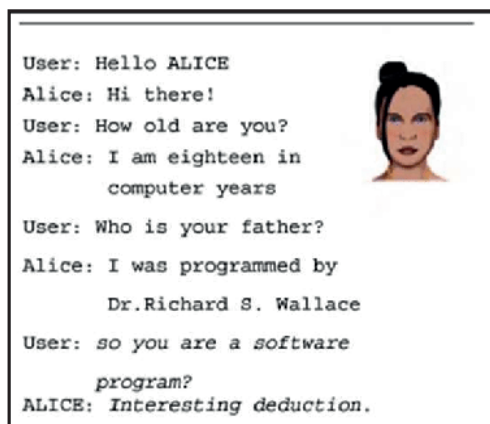 User: Hello ALICE
Alice: Hi there!
User: How old are you?
Alice: I am eighteen in
computer years
User: Who is your father?
Alice: I was programmed by
Dr.Richard S. Wallace
User: so you are a software
program?
ALICE: Interesting deduction.